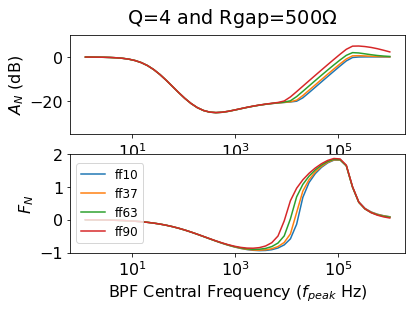 Q=4 and Rgap=500Ω
A_N (dB)
0
−20
10^1
10^3
10^5
F_N
2
1
0
−1
ff10
ff37
ff63
ff90
10^1
10^3
10^5
BPF Central Frequency (f_peak Hz)